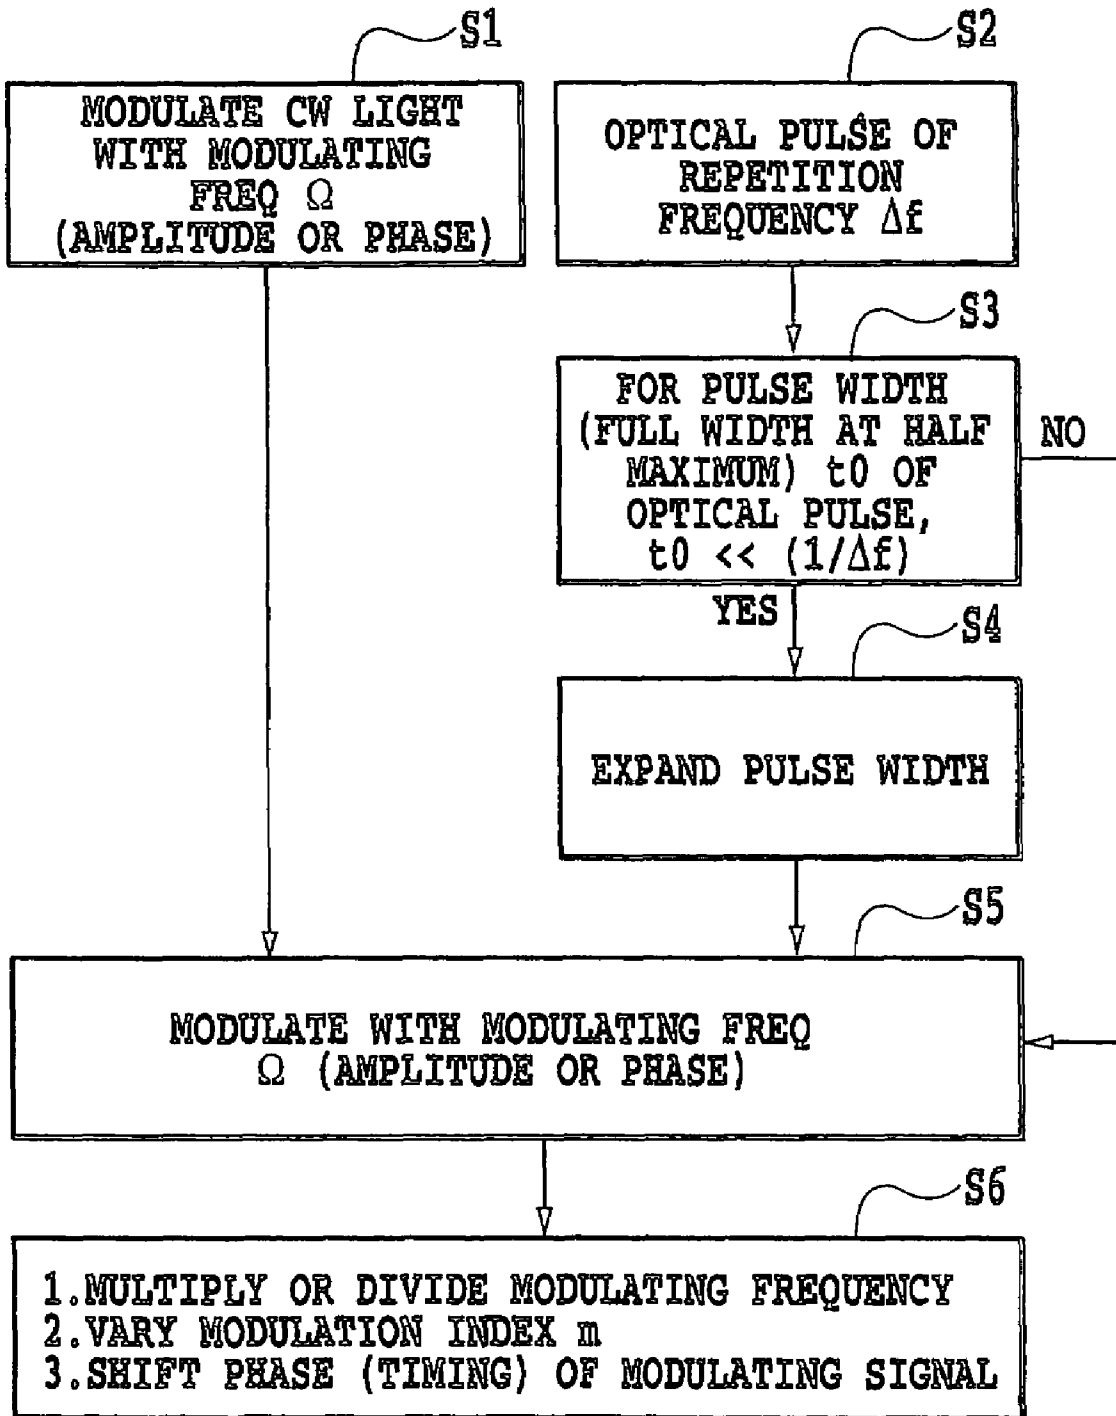 S1
MODULATE CW LIGHT
WITH MODULATING
FREQ Ω
(AMPLITUDE OR PHASE)
S2
OPTICAL PULSE OF
REPETITION
FREQUENCY Δf
S3
FOR PULSE WIDTH
(FULL WIDTH AT HALF
MAXIMUM) t0 OF
OPTICAL PULSE,
t0 << (1/Δf)
NO
YES
S4
EXPAND PULSE WIDTH
S5
MODULATE WITH MODULATING FREQ
Ω (AMPLITUDE OR PHASE)
S6
1.MULTIPLY OR DIVIDE MODULATING FREQUENCY
2.VARY MODULATION INDEX m
3.SHIFT PHASE (TIMING) OF MODULATING SIGNAL